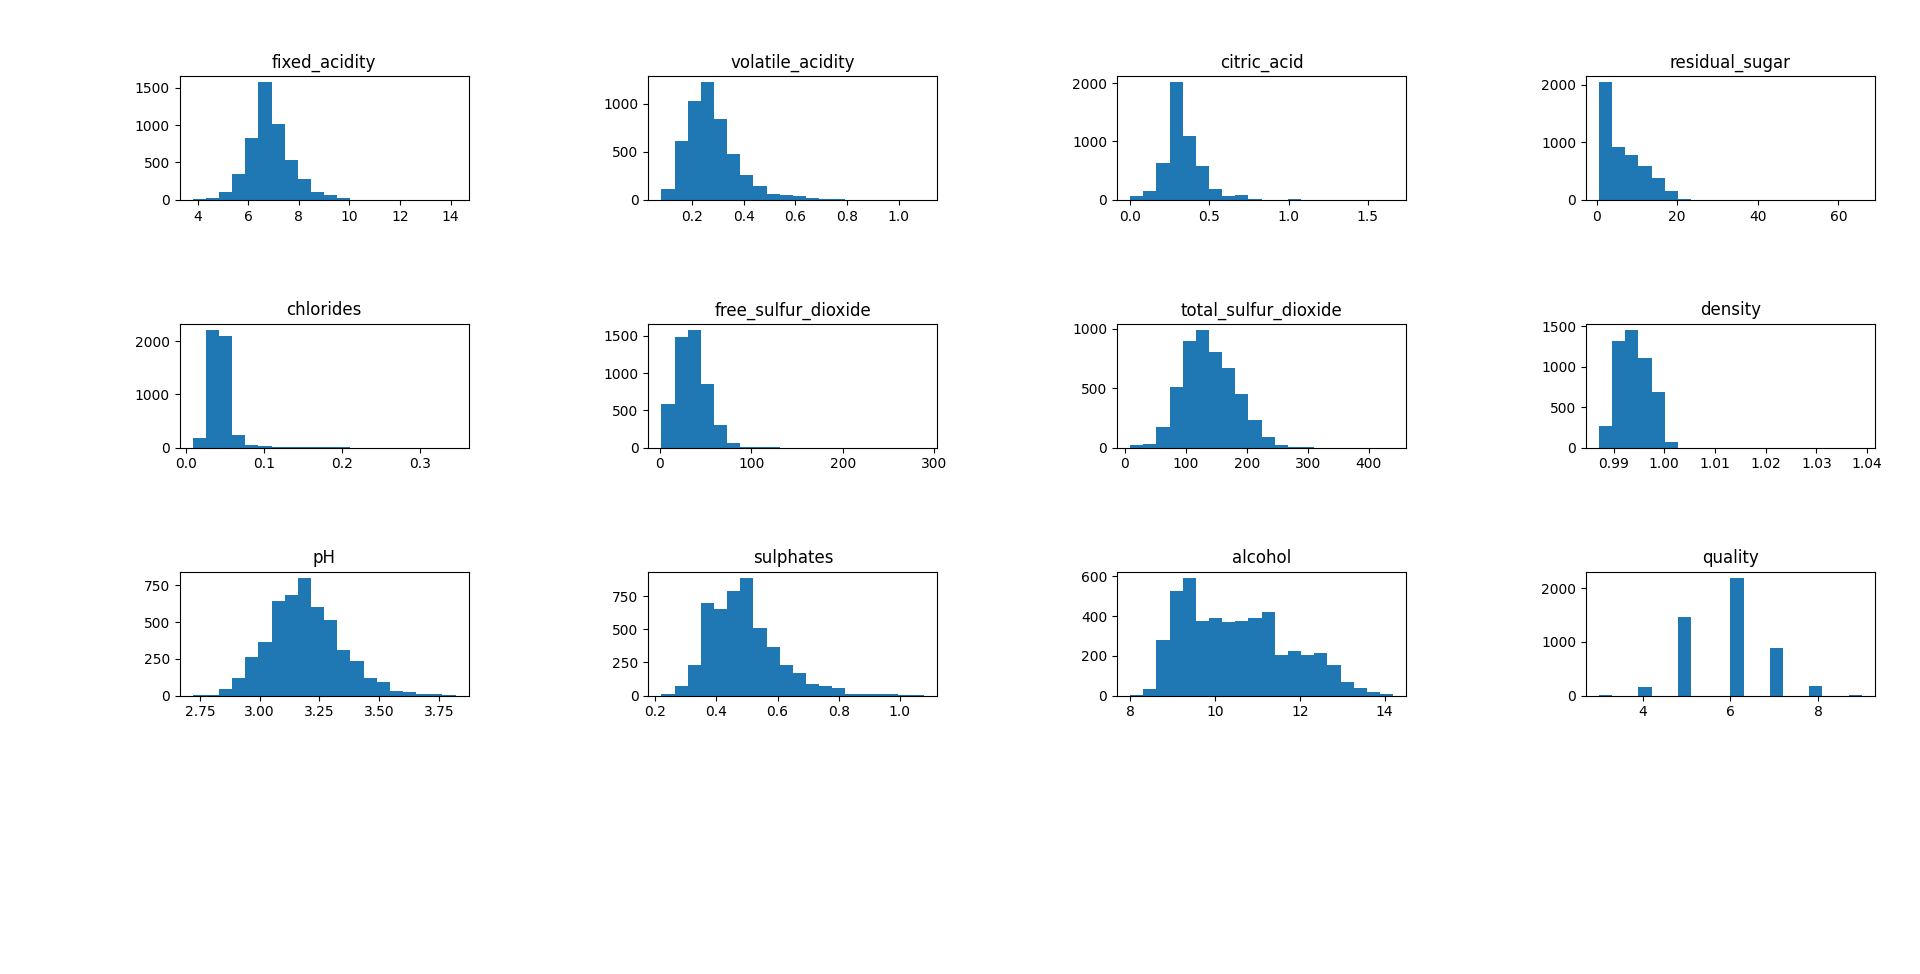 fixed_acidity volatile_acidity citric_acid residual_sugar
1500
1000
500
0
4 6 8 10 12 14
1000
500
0
0.2 0.4 0.6 0.8 1.0
2000
1000
0
0.0 0.5 1.0 1.5
2000
1000
0
0 20 40 60
chlorides free_sulfur_dioxide total_sulfur_dioxide density
2000
1000
0
0.0 0.1 0.2 0.3
1500
1000
500
0
0 100 200 300
1000
500
0
0 100 200 300 400
1500
1000
500
0
0.99 1.00 1.01 1.02 1.03 1.04
pH sulphates alcohol quality
750
500
250
0
2.75 3.00 3.25 3.50 3.75
750
500
250
0
0.2 0.4 0.6 0.8 1.0
600
400
200
0
8 10 12 14
2000
1000
0
4 6 8